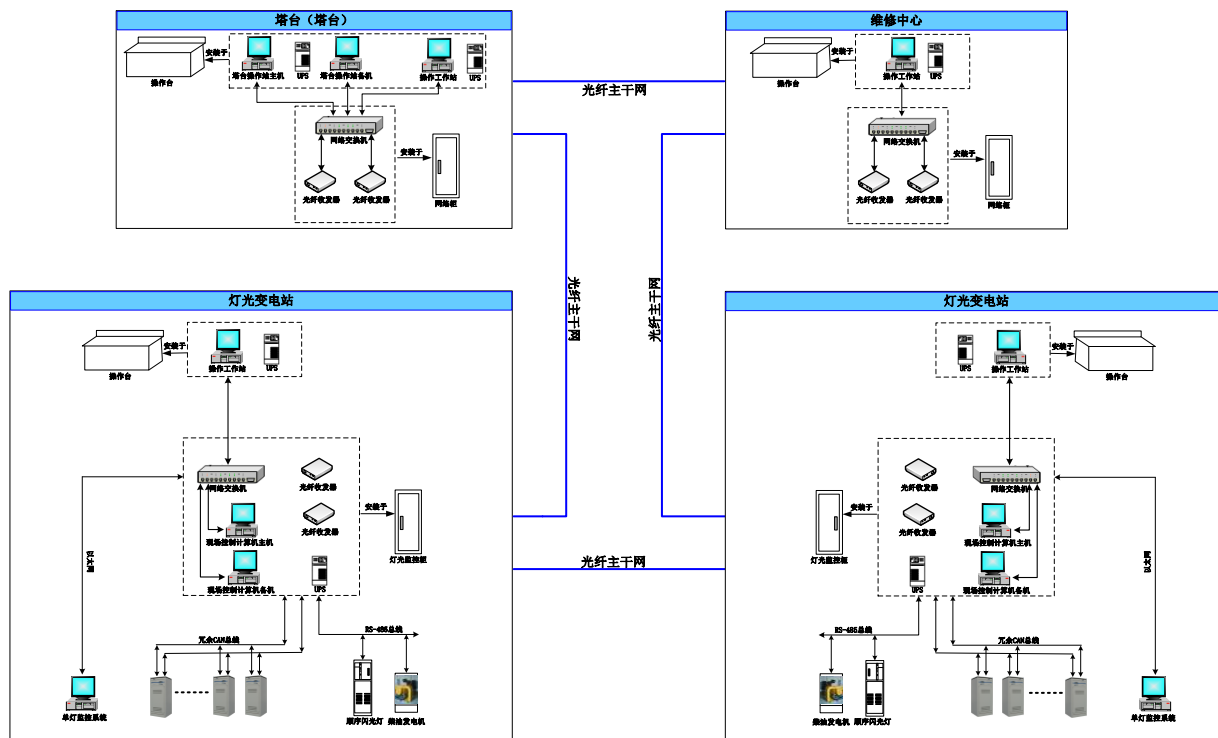 塔台（塔台）
安装于
操作台
塔台操作站主机
UPS
塔台操作站备机
操作工作站
UPS
网络交换机
安装于
光纤收发器
光纤收发器
网络柜
维修中心
安装于
操作台
操作工作站
UPS
网络交换机
安装于
光纤收发器
光纤收发器
网络柜
光纤主干网
光纤主干网
光纤主干网
光纤主干网
灯光变电站
安装于
操作台
操作工作站
UPS
网络交换机
光纤收发器
光纤收发器
现场控制计算机主机
现场控制计算机备机
UPS
安装于
灯光监控柜
以太网
冗余CAN总线
RS-485总线
单灯监控系统
顺序闪光灯
柴油发电机
灯光变电站
安装于
操作台
操作工作站
UPS
网络交换机
光纤收发器
光纤收发器
现场控制计算机主机
现场控制计算机备机
UPS
安装于
灯光监控柜
以太网
RS-485总线
冗余CAN总线
柴油发电机
顺序闪光灯
单灯监控系统